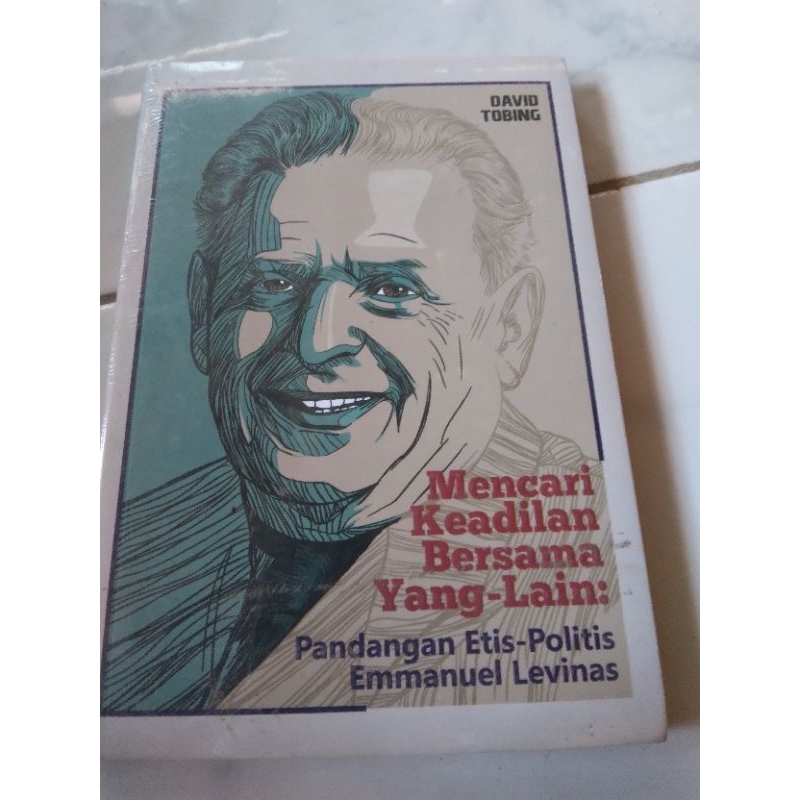 DAVID
TOBING
Mencari
Keadilan
Bersama
Yang-Lain:
Pandangan Etis-Politis
Emmanuel Levinas